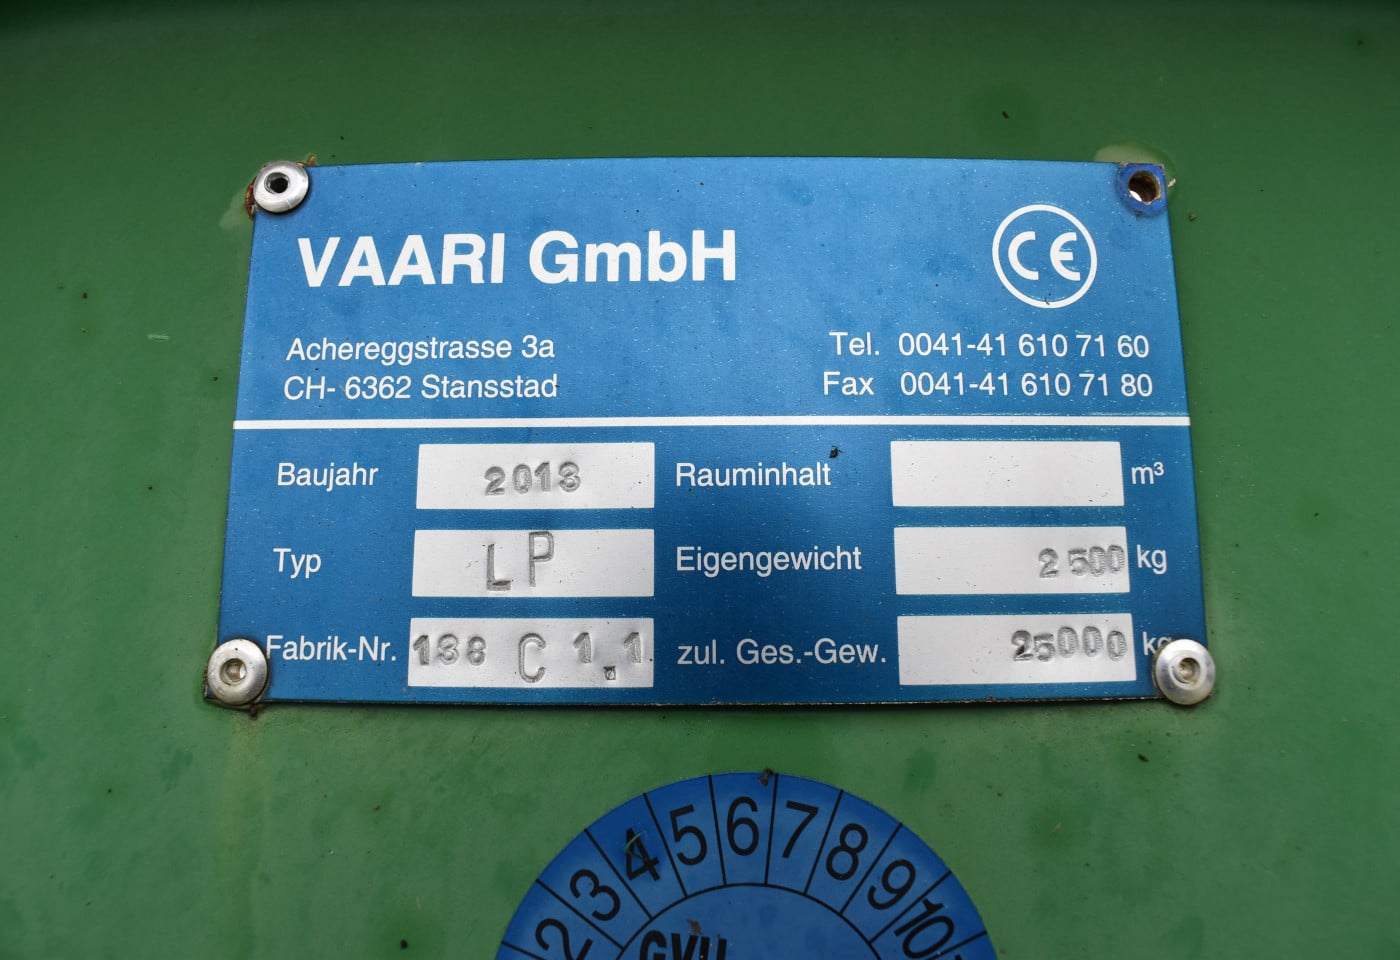 VAARI GmbH
CE
Achereggstrasse 3a
CH- 6362 Stansstad
Tel. 0041-41 610 71 60
Fax 0041-41 610 71 80
Baujahr 2013 Rauminhalt m³
Typ LP Eigengewicht 2500 kg
Fabrik-Nr. 138 C 1.1 zul. Ges.-Gew. 25000 kg
2 3 4 5 6 7 8 9 10